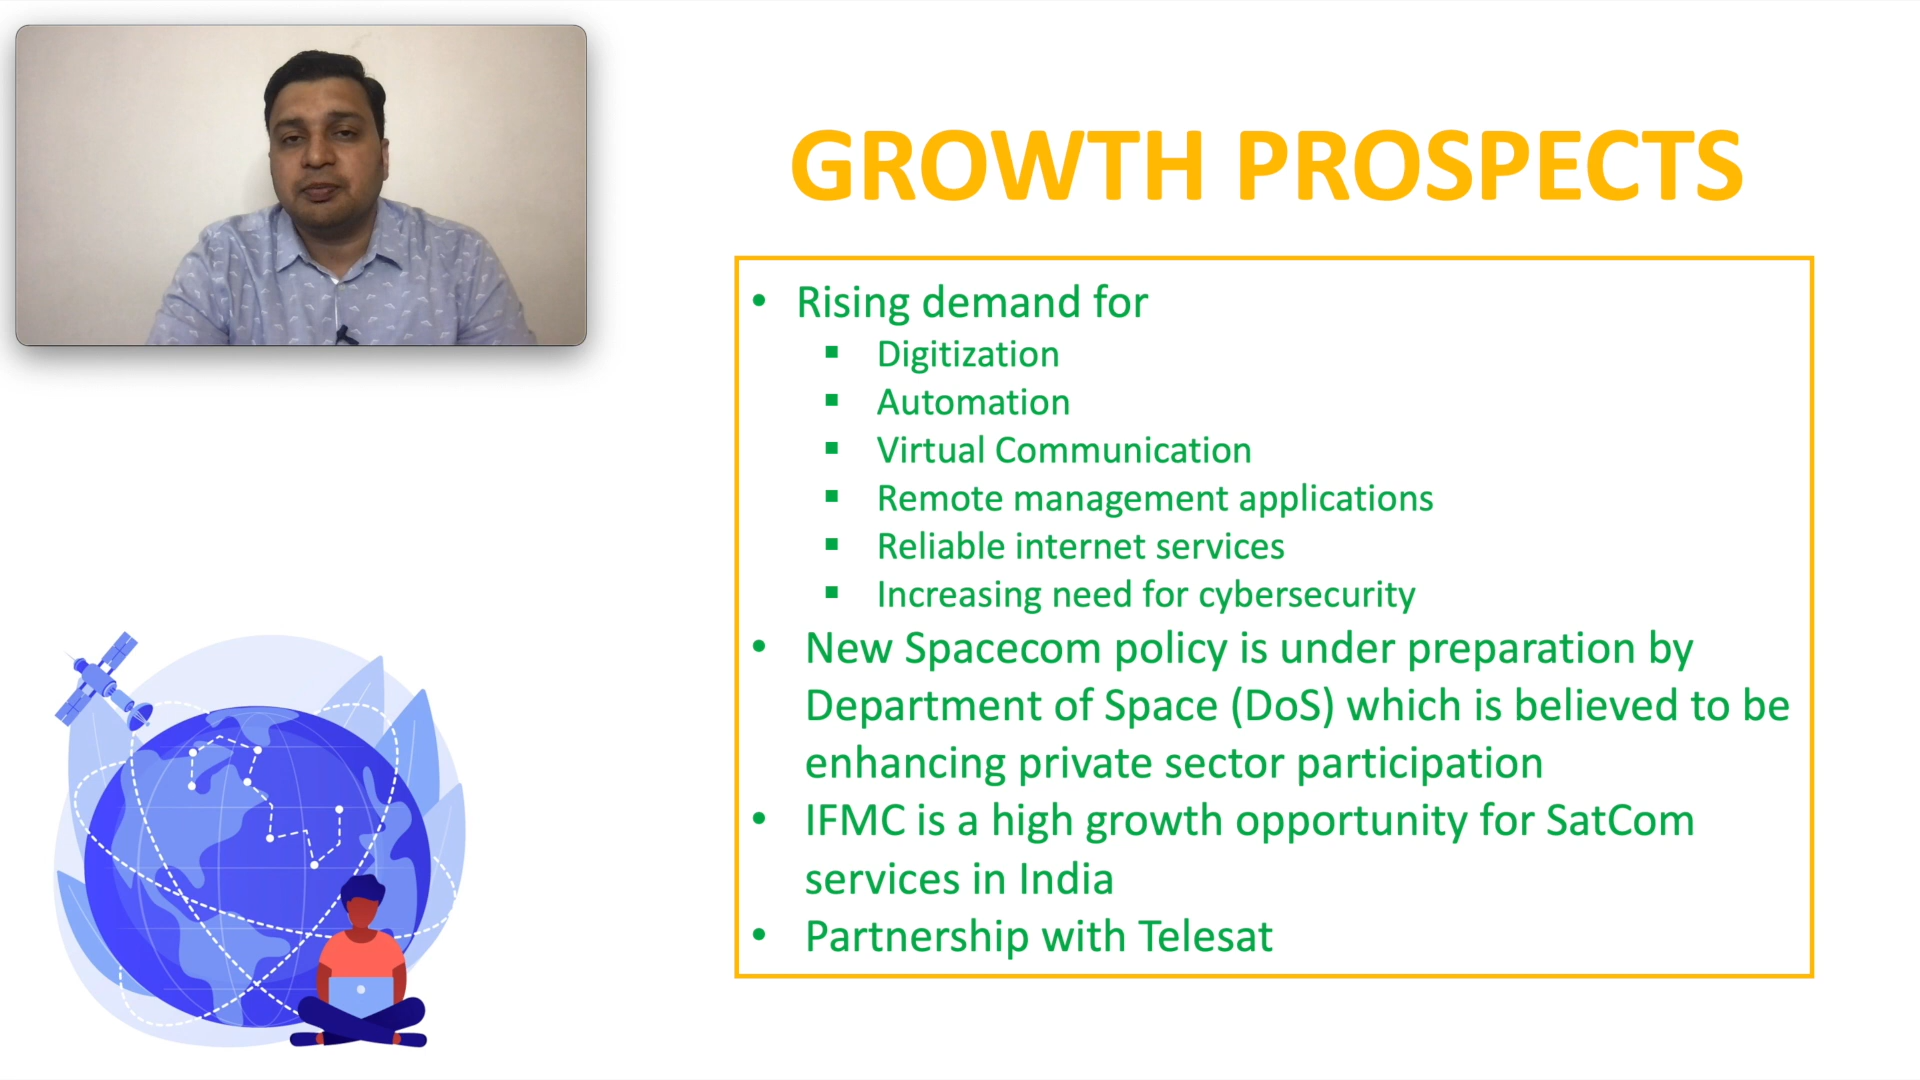 GROWTH PROSPECTS
• Rising demand for
▪ Digitization
▪ Automation
▪ Virtual Communication
▪ Remote management applications
▪ Reliable internet services
▪ Increasing need for cybersecurity
• New Spacecom policy is under preparation by
Department of Space (DoS) which is believed to be
enhancing private sector participation
• IFMC is a high growth opportunity for SatCom
services in India
• Partnership with Telesat